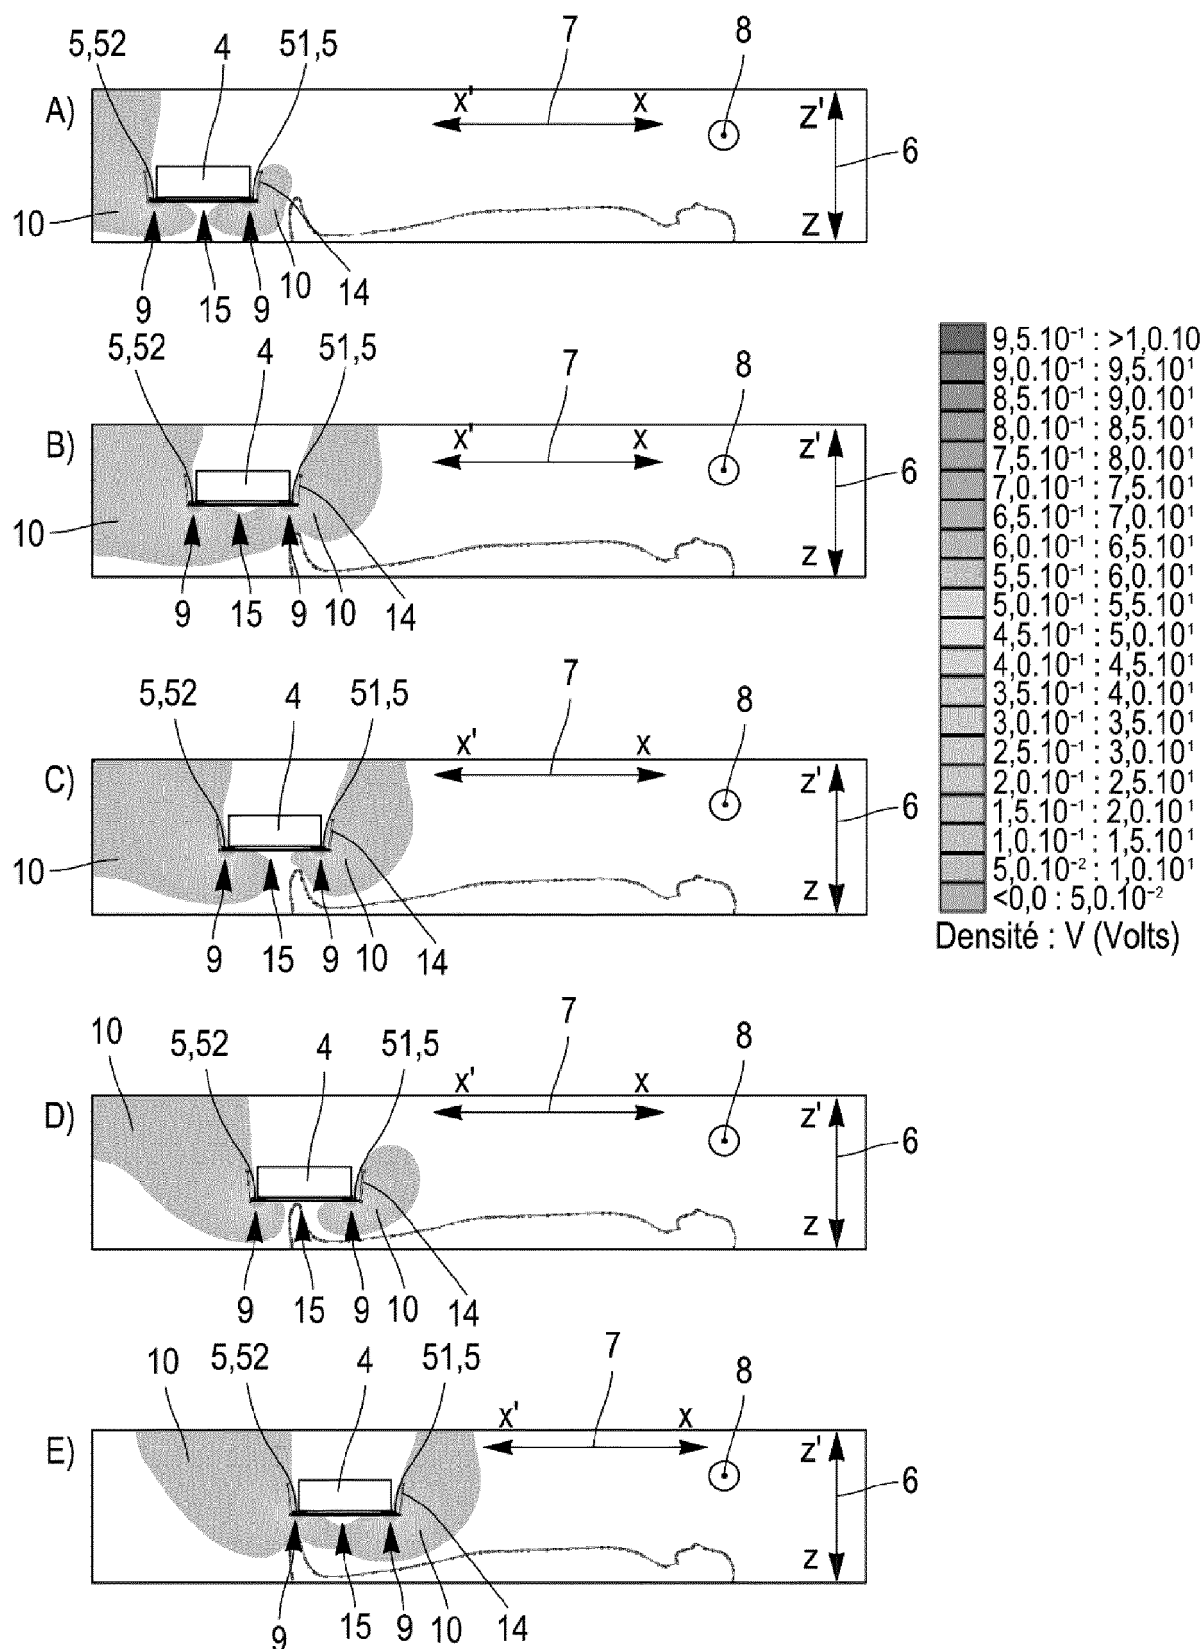 5,52 4 51,5 7 8
A) x' x z' 6
10 z
9 15 9 10 14
5,52 4 51,5 7 8
B) x' x z' 6
10 z
9 15 9 10 14
5,52 4 51,5 7 8
C) x' x z' 6
10 z
9 15 9 10 14
10 5,52 4 51,5 7 8
D) x' x z' 6
z
9 15 9 10 14
10 5,52 4 51,5 7 8
E) x' x z' 6
z
9 15 9 10 14
9,5.10⁻¹ : >1,0.10
9,0.10⁻¹ : 9,5.10¹
8,5.10⁻¹ : 9,0.10¹
8,0.10⁻¹ : 8,5.10¹
7,5.10⁻¹ : 8,0.10¹
7,0.10⁻¹ : 7,5.10¹
6,5.10⁻¹ : 7,0.10¹
6,0.10⁻¹ : 6,5.10¹
5,5.10⁻¹ : 6,0.10¹
5,0.10⁻¹ : 5,5.10¹
4,5.10⁻¹ : 5,0.10¹
4,0.10⁻¹ : 4,5.10¹
3,5.10⁻¹ : 4,0.10¹
3,0.10⁻¹ : 3,5.10¹
2,5.10⁻¹ : 3,0.10¹
2,0.10⁻¹ : 2,5.10¹
1,5.10⁻¹ : 2,0.10¹
1,0.10⁻¹ : 1,5.10¹
5,0.10⁻² : 1,0.10¹
<0,0 : 5,0.10⁻²
Densité : V (Volts)